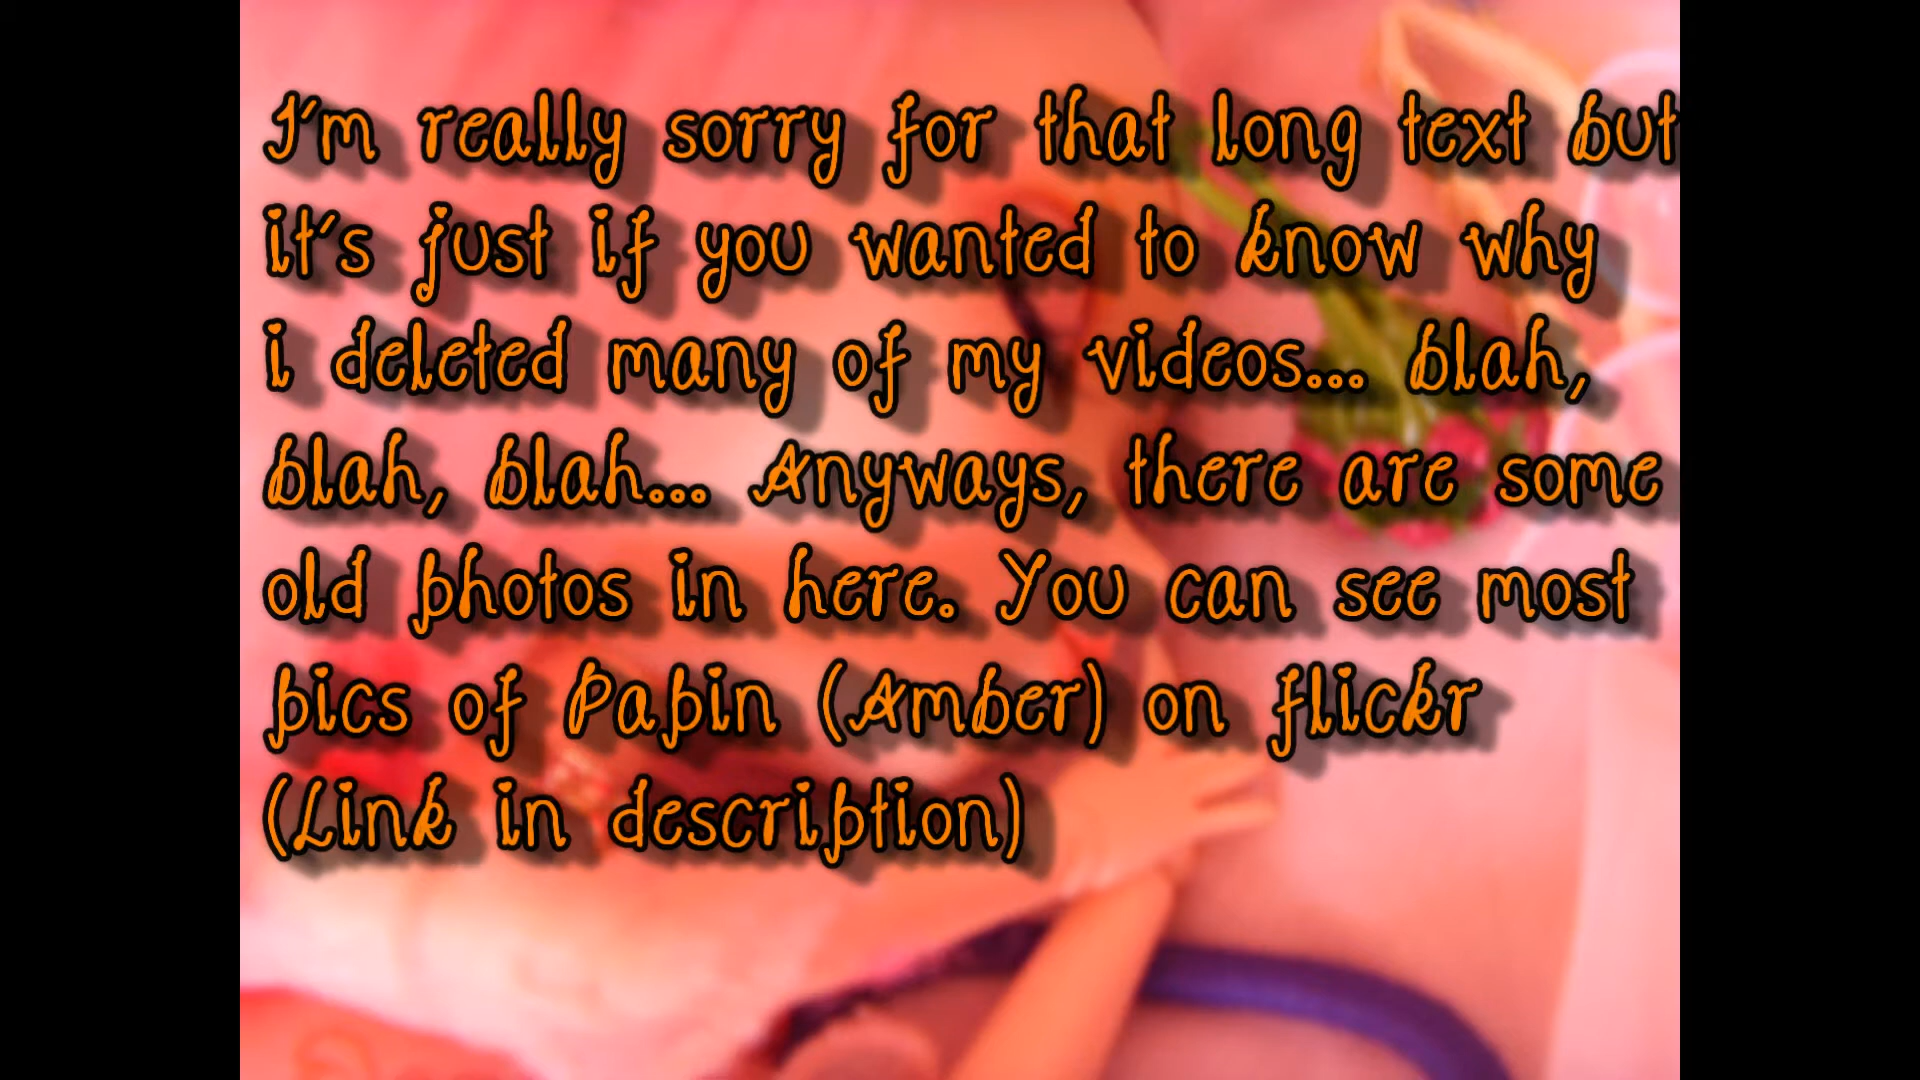 I'm really sorry for that long text but
it's just if you wanted to know why
i deleted many of my videos... blah,
blah, blah... Anyways, there are some
old photos in here. You can see most
pics of Papin (Amber) on flickr
(Link in description)